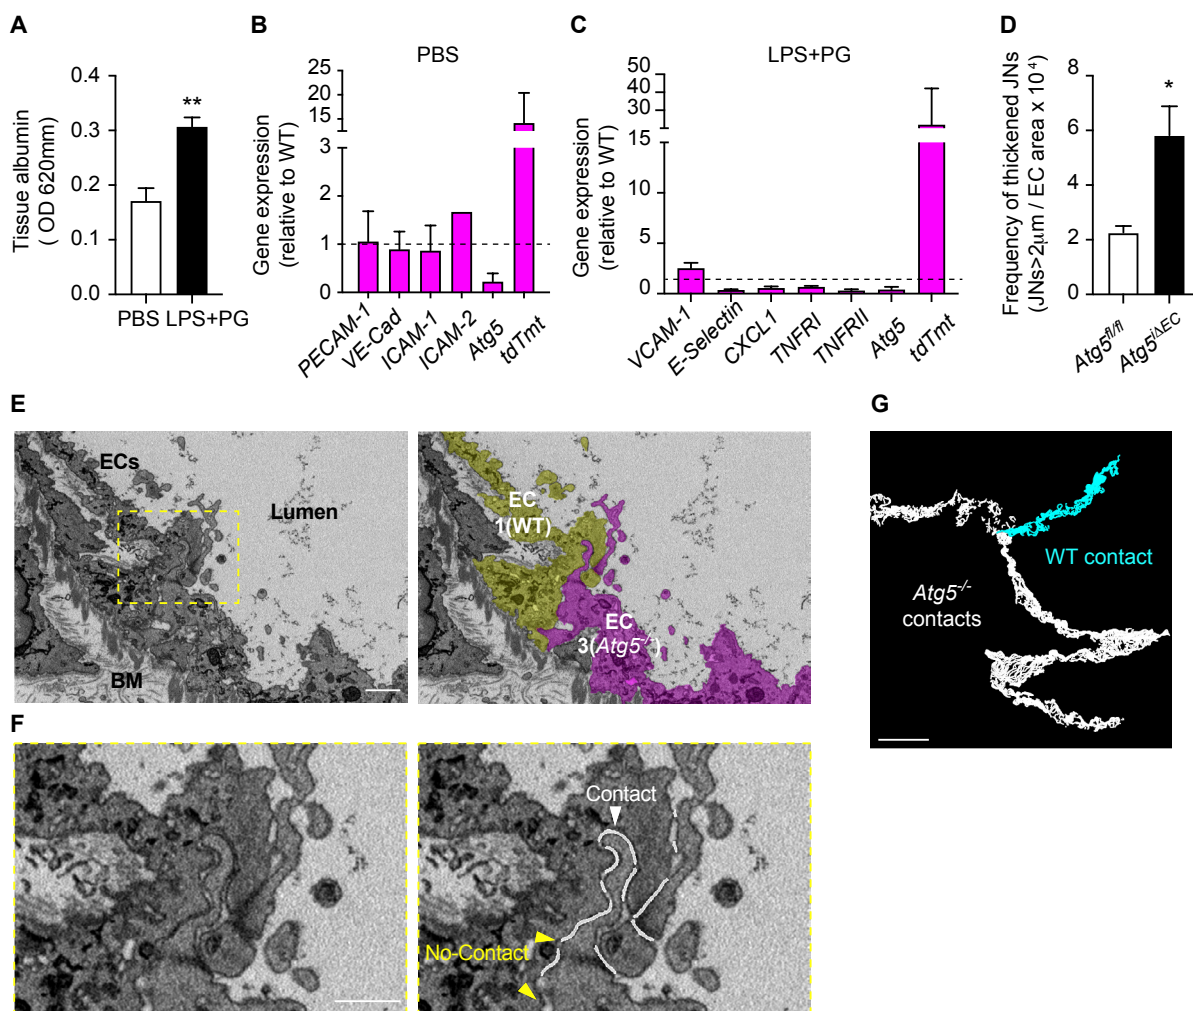 A
Tissue albumin
( OD 620mm)
0.4
0.3
0.2
0.1
0.0
**
PBS LPS+PG
B
PBS
Gene expression
(relative to WT)
25
20
15
10
5
3
2
1
0
PECAM-1
VE-Cad
ICAM-1
ICAM-2
Atg5
tdTmt
C
LPS+PG
Gene expression
(relative to WT)
50
40
30
20
15
10
5
0
VCAM-1
E-Selectin
CXCL1
TNFRI
TNFRII
Atg5
tdTmt
D
Frequency of thickened JNs
(JNs>2µm / EC area x 10⁴)
8
6
4
2
0
*
Atg5fl/fl
Atg5iΔEC
E
ECs
Lumen
BM
EC
1(WT)
EC
3(Atg5-/-)
F
Contact
No-Contact
G
WT contact
Atg5-/-
contacts